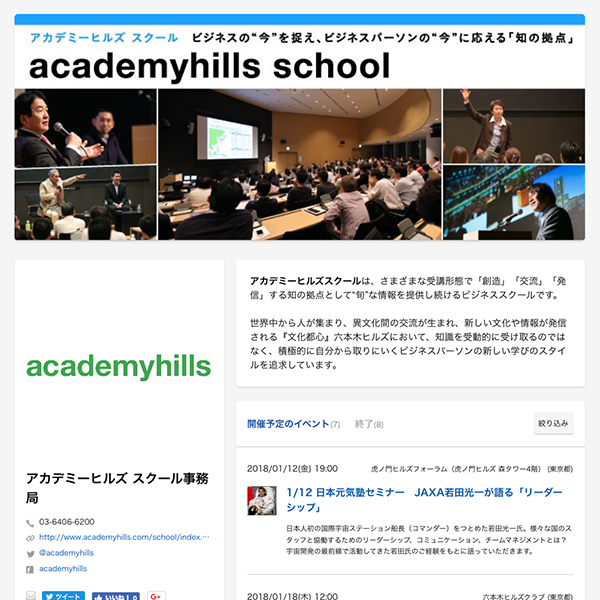 アカデミーヒルズ スクール ビジネスの“今”を捉え、ビジネスパーソンの“今”に応える「知の拠点」
academyhills school
academyhills
アカデミーヒルズ スクール事務
局
03-6406-6200
http://www.academyhills.com/school/index.…
@academyhills
academyhills
ツイート
いいね！ 0
G+
アカデミーヒルズスクールは、さまざまな受講形態で「創造」「交流」「発
信」する知の拠点として“旬”な情報を提供し続けるビジネススクールです。
世界中から人が集まり、異文化間の交流が生まれ、新しい文化や情報が発信
される『文化都心』六本木ヒルズにおいて、知識を受動的に受け取るのでは
なく、積極的に自分から取りにいくビジネスパーソンの新しい学びのスタイ
ルを追求しています。
開催予定のイベント(7) 終了(8) 絞り込み
2018/01/12(金) 19:00 虎ノ門ヒルズフォーラム（虎ノ門ヒルズ 森タワー4階） (東京都)
1/12 日本元気塾セミナー JAXA若田光一が語る「リーダー
シップ」
日本人初の国際宇宙ステーション船長（コマンダー）をつとめた若田光一氏。様々な国のス
タッフと協働するためのリーダーシップ、コミュニケーション、チームマネジメントとは？
宇宙開発の最前線で活動してきた若田氏のご経験をもとに語っていただきます。
2018/01/18(木) 12:00 六本木ヒルズクラブ (東京都)